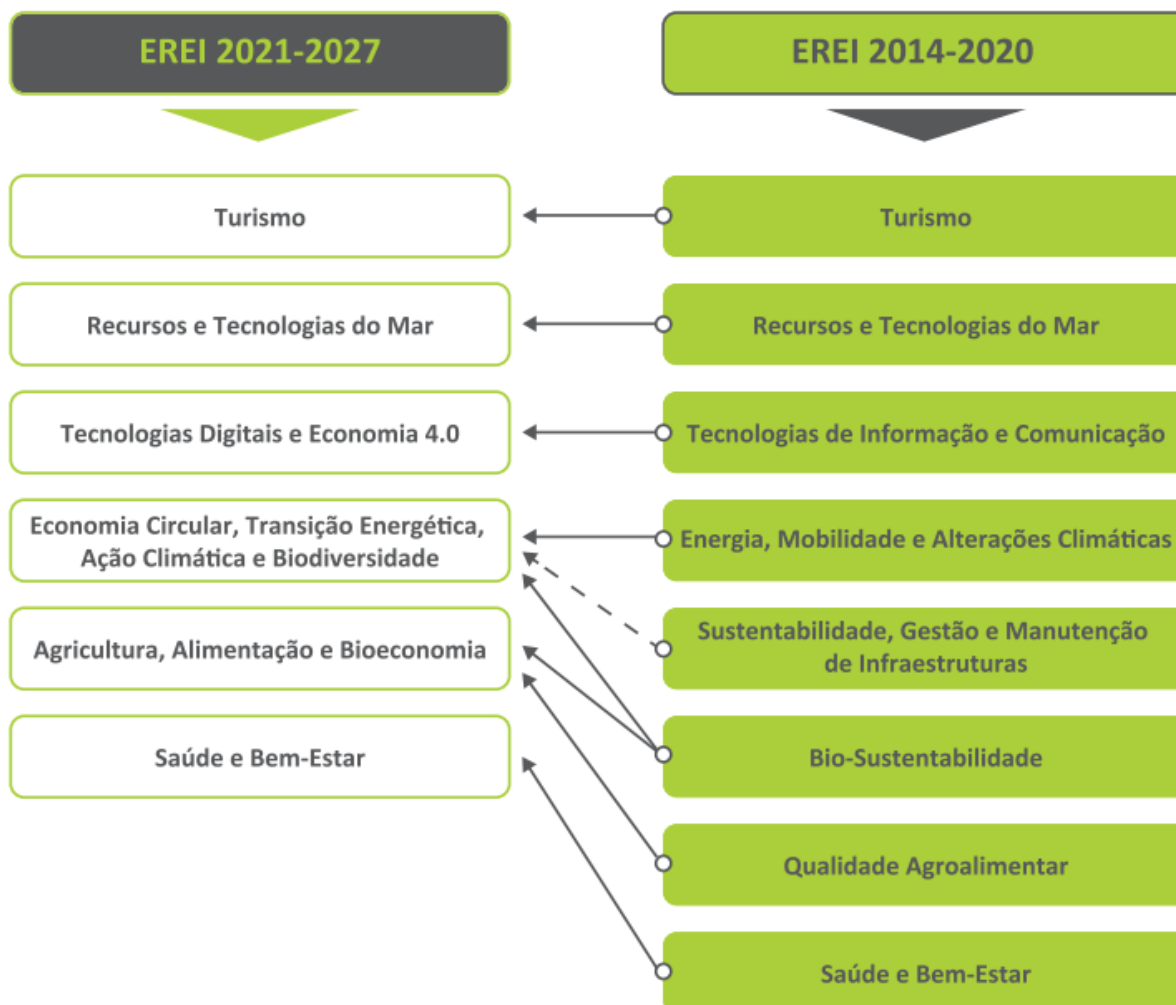 EREI 2021-2027
EREI 2014-2020
Turismo
Turismo
Recursos e Tecnologias do Mar
Recursos e Tecnologias do Mar
Tecnologias Digitais e Economia 4.0
Tecnologias de Informação e Comunicação
Economia Circular, Transição Energética,
Ação Climática e Biodiversidade
Energia, Mobilidade e Alterações Climáticas
Agricultura, Alimentação e Bioeconomia
Sustentabilidade, Gestão e Manutenção
de Infraestruturas
Saúde e Bem-Estar
Bio-Sustentabilidade
Qualidade Agroalimentar
Saúde e Bem-Estar